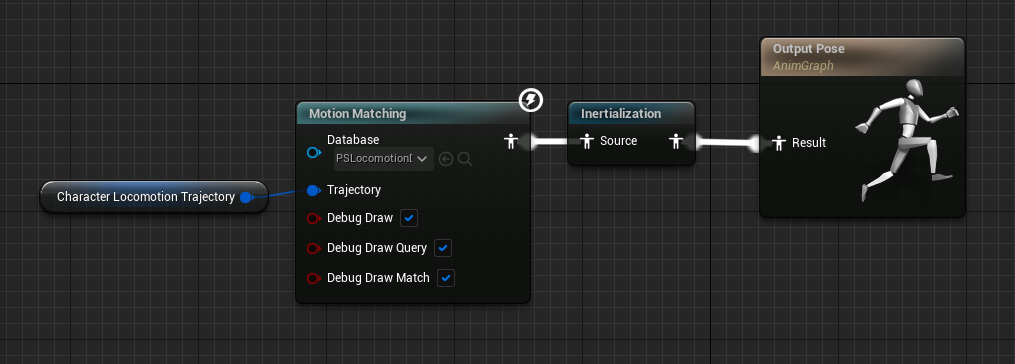 Output Pose
AnimGraph
Motion Matching
Inertialization
Database
PSLocomotion
Source
Result
Character Locomotion Trajectory
Trajectory
Debug Draw
Debug Draw Query
Debug Draw Match